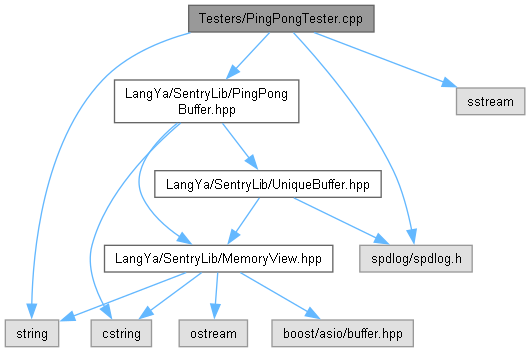 Testers/PingPongTester.cpp
LangYa/SentryLib/PingPong
Buffer.hpp
sstream
LangYa/SentryLib/UniqueBuffer.hpp
LangYa/SentryLib/MemoryView.hpp
spdlog/spdlog.h
string
cstring
ostream
boost/asio/buffer.hpp